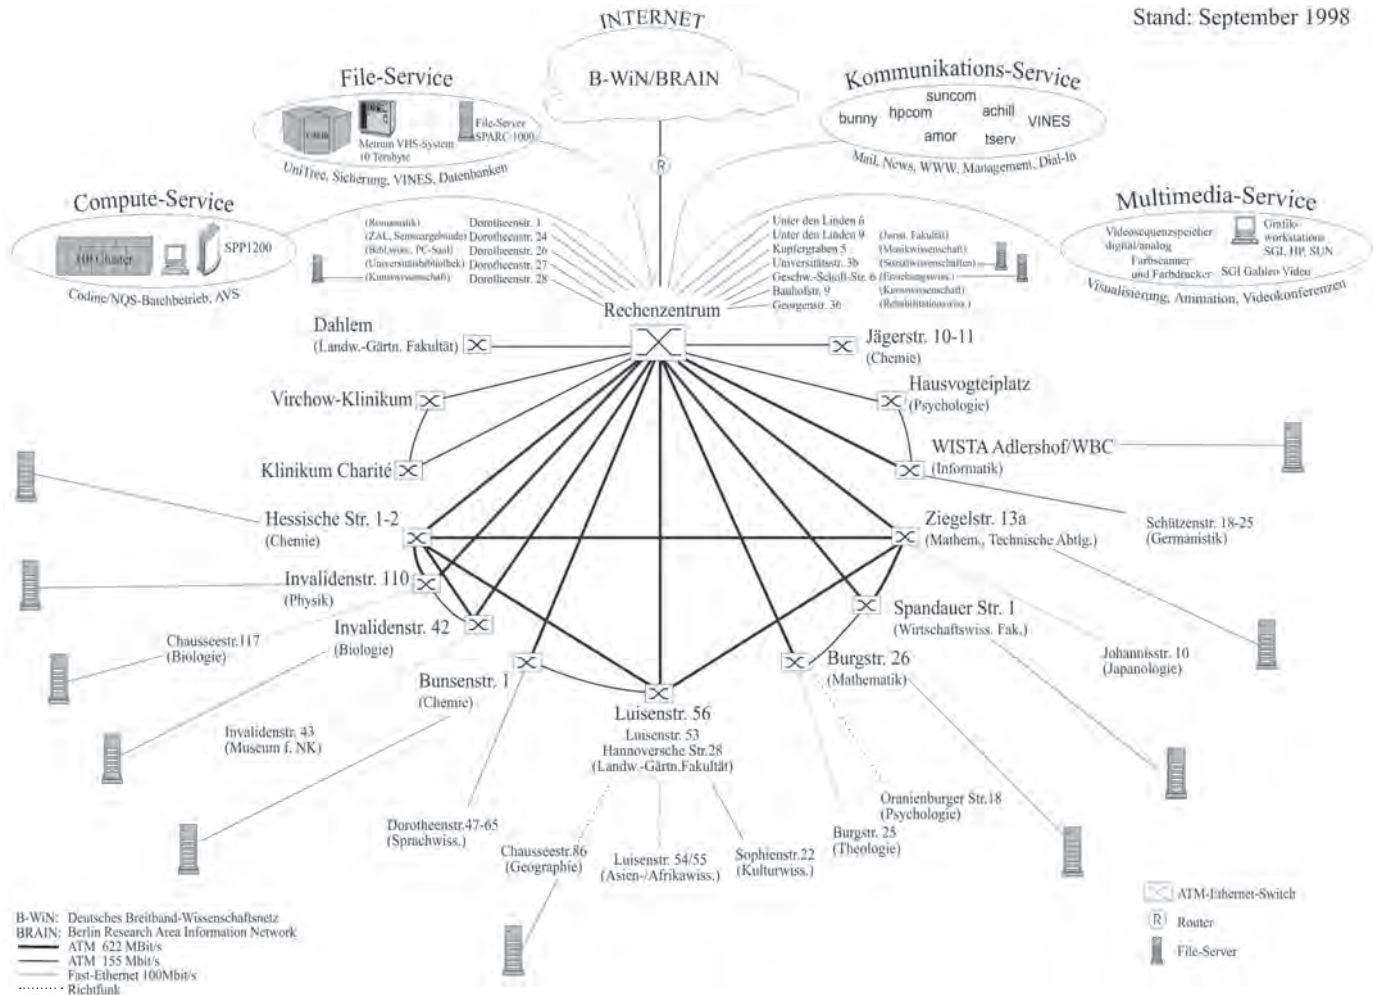 Stand: September 1998
INTERNET
B-WiN/BRAIN
File-Service
File-Server
SPARC 1000
Metrum VHS-System
10 Terabyte
UniTree, Sicherung, VINES, Datenbanken
Kommunikations-Service
suncom
bunny hpcom achill VINES
amor tserv
Mail, News, WWW, Management, Dial-In
R
Compute-Service
HP Cluster
SPP1200
Codine/NQS-Batchbetrieb, AVS
Multimedia-Service
Videosequenzspeicher
digital/analog
Farbscanner
und Farbdrucker
Grafik-
workstations
SGI, HP, SUN
SGI Galileo Video
Visualisierung, Animation, Videokonferenzen
(Romanistik) Dorotheenstr. 1
(ZAL, Seminargebäude) Dorotheenstr. 24
(Bibl.wiss, PC-Saal) Dorotheenstr. 26
(Universitätsbibliothek) Dorotheenstr. 27
(Kunstwissenschaft) Dorotheenstr. 28
Unter den Linden 6
Unter den Linden 9 (Jurist. Fakultät)
Kupfergraben 5 (Musikwissenschaft)
Universitätsstr. 3b (Sozialwissenschaften)
Geschw.-Scholl-Str. 6 (Erziehungswiss.)
Bauhofstr. 9 (Kunstwissenschaft)
Georgenstr. 36 (Rehabilitationswiss.)
Rechenzentrum
Dahlem
(Landw.-Gärtn. Fakultät)
Jägerstr. 10-11
(Chemie)
Virchow-Klinikum
Hausvogteiplatz
(Psychologie)
Klinikum Charité
WISTA Adlershof/WBC
(Informatik)
Hessische Str. 1-2
(Chemie)
Ziegelstr. 13a
(Mathem., Technische Abtlg.)
Schützenstr. 18-25
(Germanistik)
Invalidenstr. 110
(Physik)
Spandauer Str. 1
(Wirtschaftswiss. Fak.)
Chausseestr.117
(Biologie)
Invalidenstr. 42
(Biologie)
Johannisstr. 10
(Japanologie)
Bunsenstr. 1
(Chemie)
Burgstr. 26
(Mathematik)
Invalidenstr. 43
(Museum f. NK)
Luisenstr. 56
Luisenstr. 53
Hannoversche Str.28
(Landw.-Gärtn.Fakultät)
Oranienburger Str.18
(Psychologie)
Dorotheenstr.47-65
(Sprachwiss.)
Burgstr. 25
(Theologie)
Chausseestr.86
(Geographie)
Luisenstr. 54/55
(Asien-/Afrikawiss.)
Sophienstr.22
(Kulturwiss.)
B-WiN: Deutsches Breitband-Wissenschaftsnetz
BRAIN: Berlin Research Area Information Network
ATM 622 MBit/s
ATM 155 Mbit/s
Fast-Ethernet 100Mbit/s
Richtfunk
ATM-Ethernet-Switch
R Router
File-Server